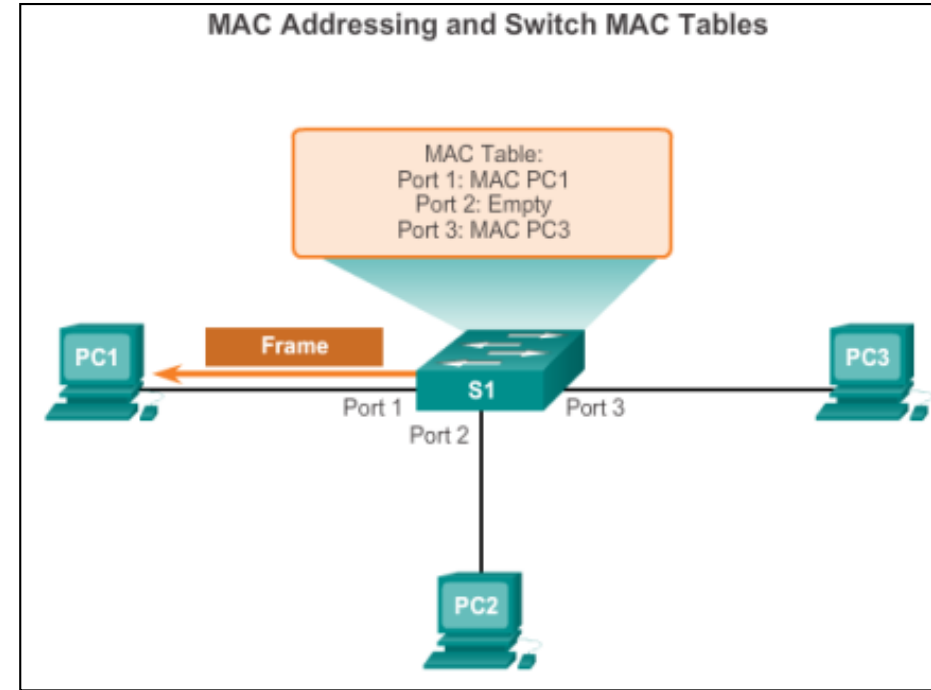 MAC Addressing and Switch MAC Tables
MAC Table:
Port 1: MAC PC1
Port 2: Empty
Port 3: MAC PC3
PC1
Frame
S1
PC3
Port 1
Port 3
Port 2
PC2